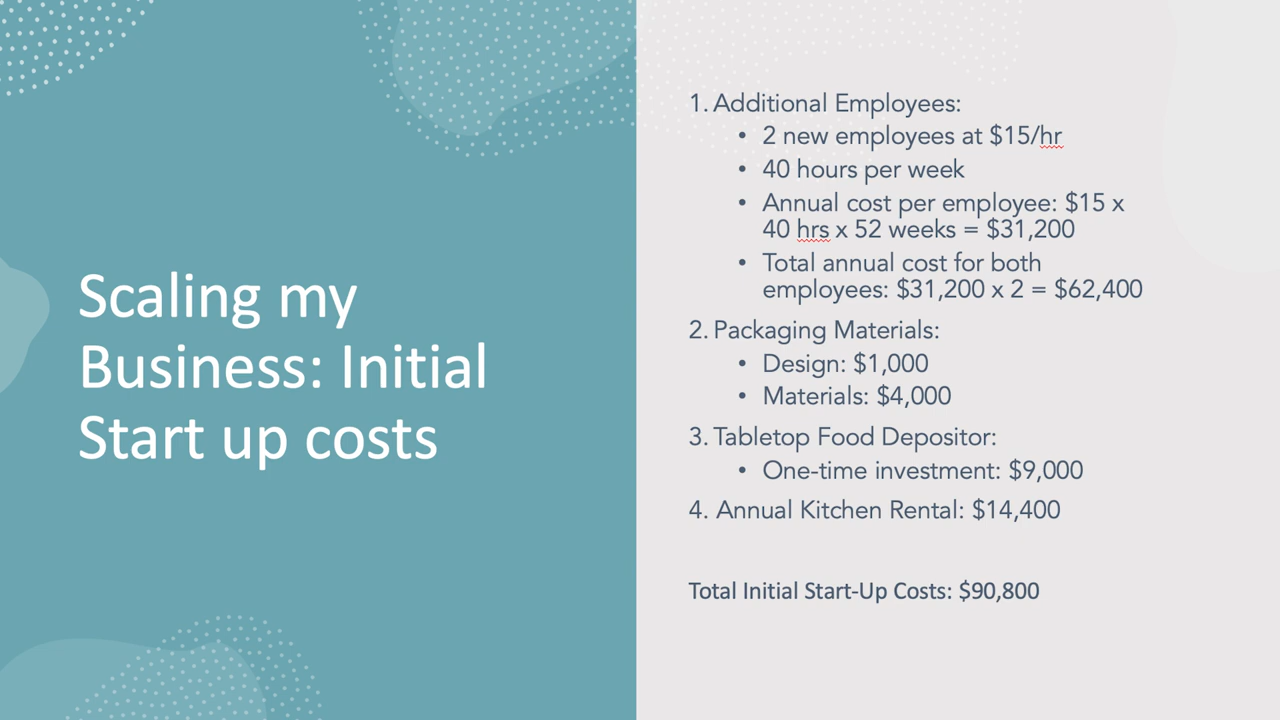 Scaling my
Business: Initial
Start up costs
1. Additional Employees:
• 2 new employees at $15/hr
• 40 hours per week
• Annual cost per employee: $15 x
40 hrs x 52 weeks = $31,200
• Total annual cost for both
employees: $31,200 x 2 = $62,400
2. Packaging Materials:
• Design: $1,000
• Materials: $4,000
3. Tabletop Food Depositor:
• One-time investment: $9,000
4. Annual Kitchen Rental: $14,400
Total Initial Start-Up Costs: $90,800